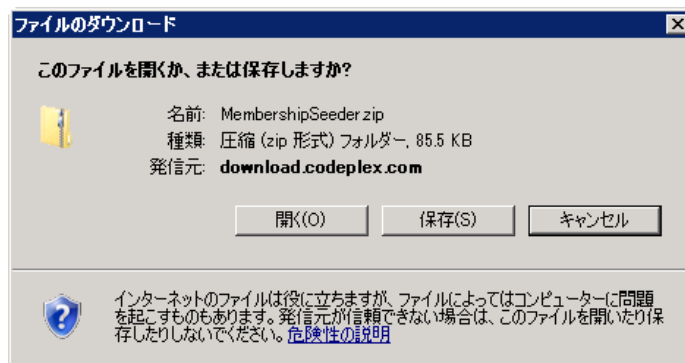 ファイルのダウンロード
このファイルを開くか、または保存しますか?
名前: MembershipSeeder.zip
種類: 圧縮 (zip 形式) フォルダー, 85.5 KB
発信元: download.codeplex.com
開く(O) 保存(S) キャンセル
インターネットのファイルは役に立ちますが、ファイルによってはコンピューターに問題
を起こすものもあります。発信元が信頼できない場合は、このファイルを開いたり保
存したりしないでください。危険性の説明